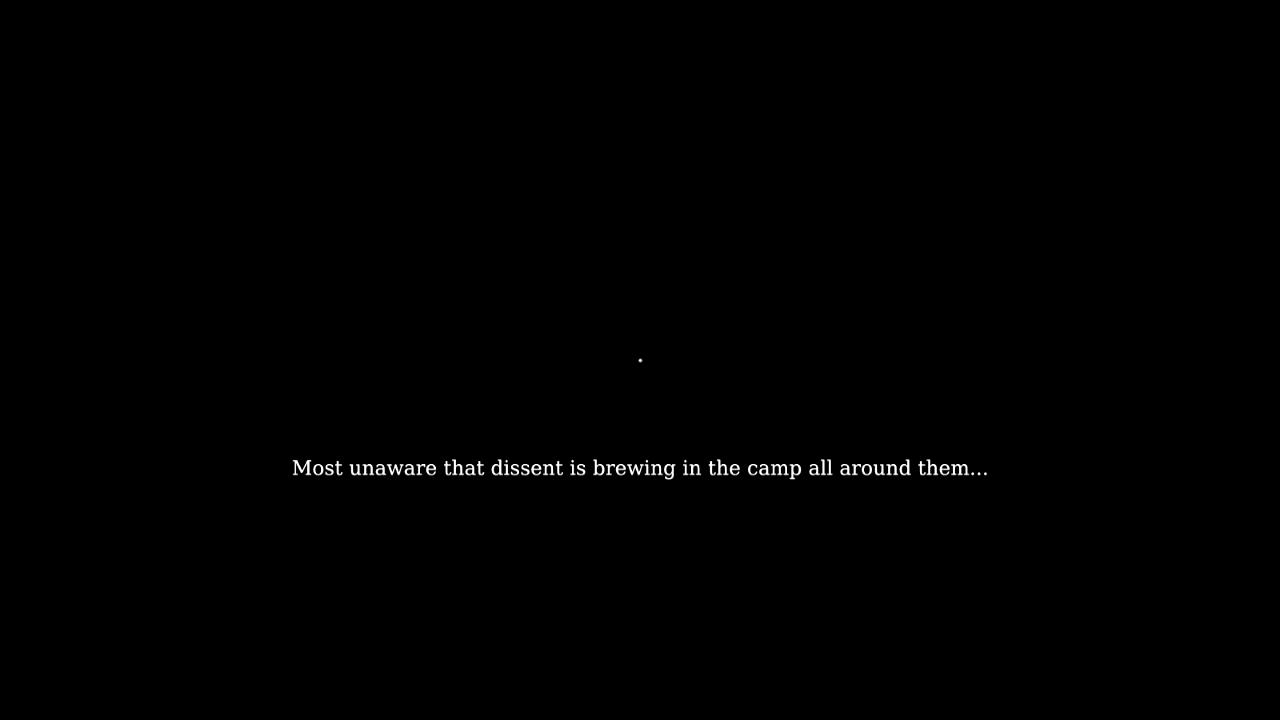 Most unaware that dissent is brewing in the camp all around them...